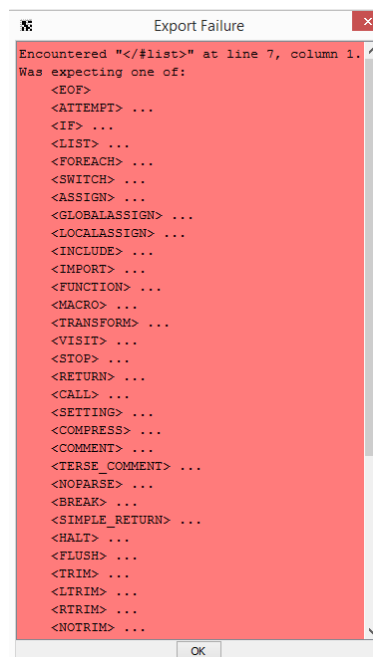 Export Failure
Encountered "</#list>" at line 7, column 1.
Was expecting one of:
<EOF>
<ATTEMPT> ...
<IF> ...
<LIST> ...
<FOREACH> ...
<SWITCH> ...
<ASSIGN> ...
<GLOBALASSIGN> ...
<LOCALASSIGN> ...
<INCLUDE> ...
<IMPORT> ...
<FUNCTION> ...
<MACRO> ...
<TRANSFORM> ...
<VISIT> ...
<STOP> ...
<RETURN> ...
<CALL> ...
<SETTING> ...
<COMPRESS> ...
<COMMENT> ...
<TERSE_COMMENT> ...
<NOPARSE> ...
<BREAK> ...
<SIMPLE_RETURN> ...
<HALT> ...
<FLUSH> ...
<TRIM> ...
<LTRIM> ...
<RTRIM> ...
<NOTRIM> ...
OK